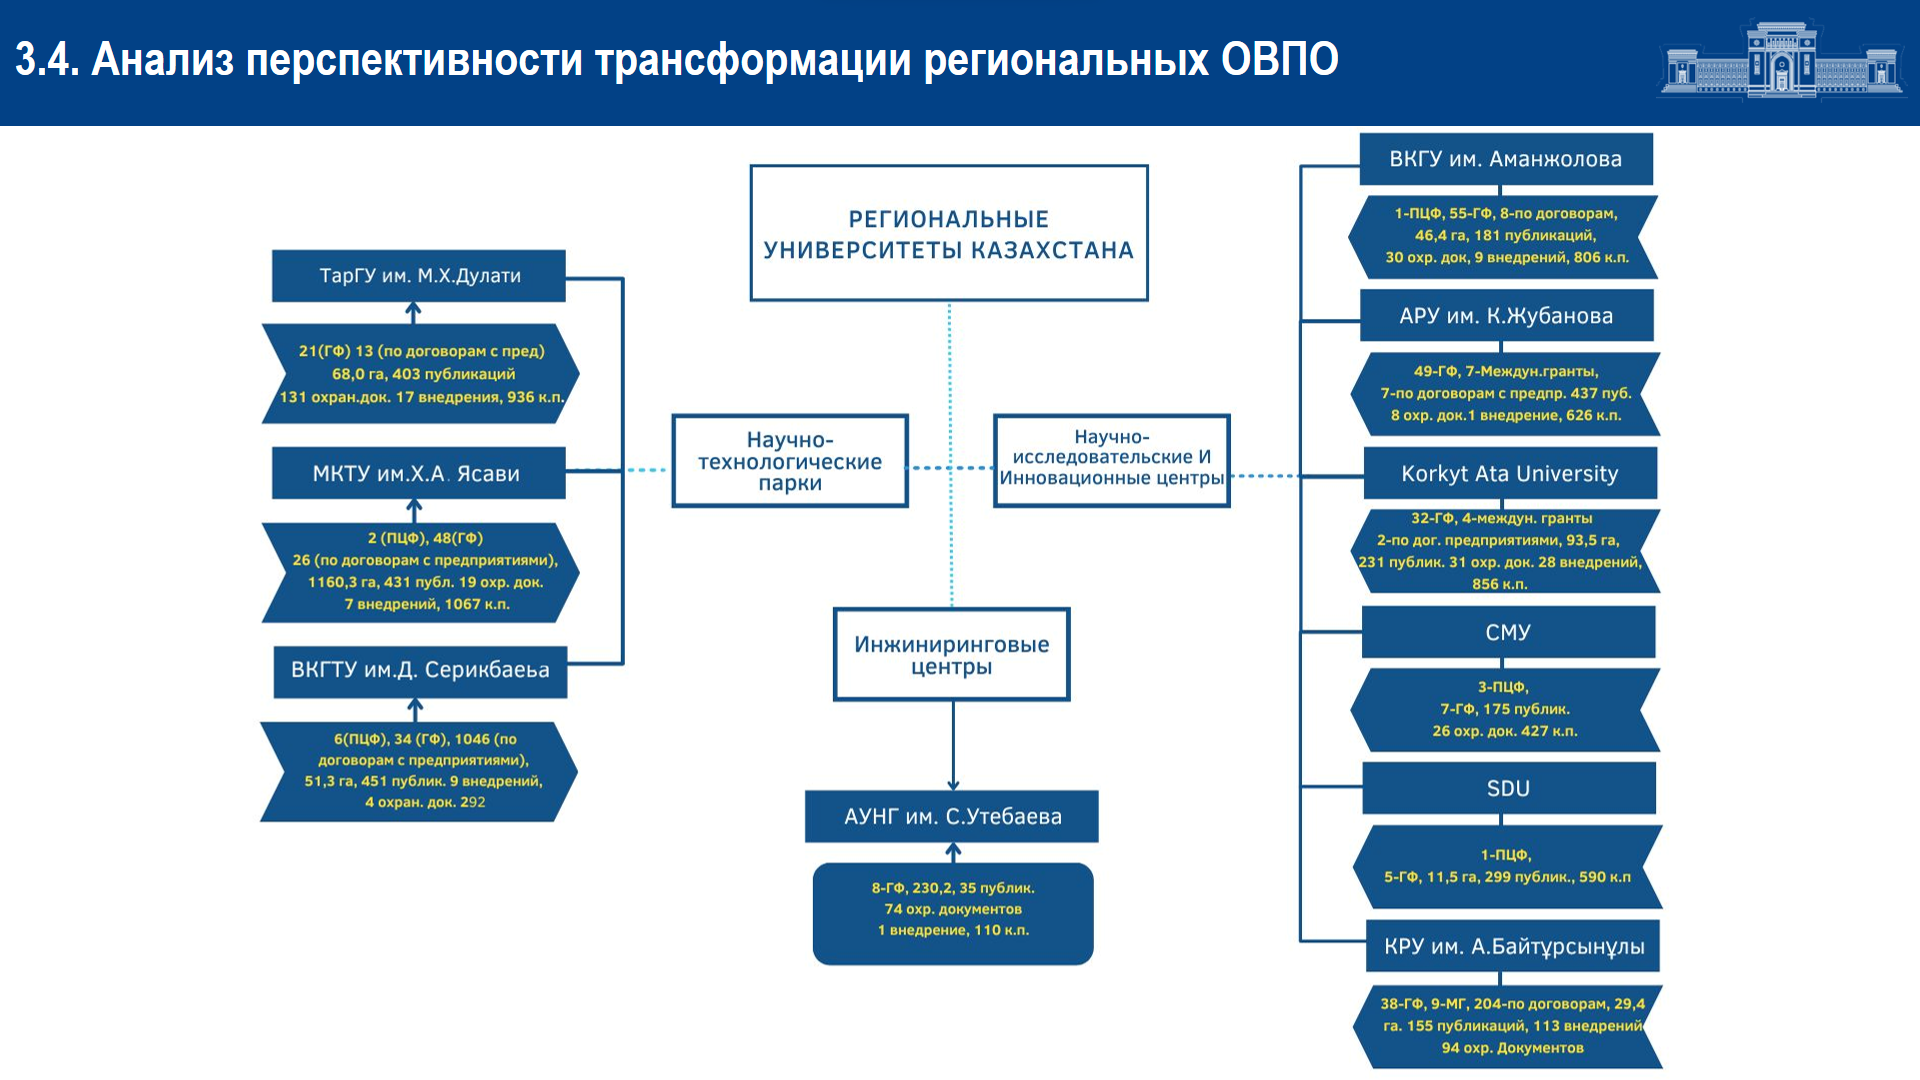 3.4. Анализ перспективности трансформации региональных ОВПО
РЕГИОНАЛЬНЫЕ
УНИВЕРСИТЕТЫ КАЗАХСТАНА
ТарГУ им. М.Х.Дулати
21(ГФ) 13 (по договорам с пред)
68,0 га, 403 публикаций
131 охран.док. 17 внедрения, 936 к.п.
МКТУ им.Х.А. Ясави
2 (ПЦФ), 48(ГФ)
26 (по договорам с предприятиями),
1160,3 га, 431 публ. 19 охр. док.
7 внедрений, 1067 к.п.
ВКГТУ им.Д. Серикбаеьа
6(ПЦФ), 34 (ГФ), 1046 (по
договорам с предприятиями),
51,3 га, 451 публик. 9 внедрений,
4 охран. док. 292
Научно-
технологические
парки
Научно-
исследовательские И
Инновационные центры
Инжиниринговые
центры
АУНГ им. С.Утебаева
8-ГФ, 230,2, 35 публик.
74 охр. документов
1 внедрение, 110 к.п.
ВКГУ им. Аманжолова
1-ПЦФ, 55-ГФ, 8-по договорам,
46,4 га, 181 публикаций,
30 охр. док, 9 внедрений, 806 к.п.
АРУ им. К.Жубанова
49-ГФ, 7-Междун.гранты,
7-по договорам с предпр. 437 пуб.
8 охр. док.1 внедрение, 626 к.п.
Korkyt Ata University
32-ГФ, 4-междун. гранты
2-по дог. предприятиями, 93,5 га,
231 публик. 31 охр. док. 28 внедрений,
856 к.п.
СМУ
3-ПЦФ,
7-ГФ, 175 публик.
26 охр. док. 427 к.п.
SDU
1-ПЦФ,
5-ГФ, 11,5 га, 299 публик., 590 к.п
КРУ им. А.Байтұрсынұлы
38-ГФ, 9-МГ, 204-по договорам, 29,4
га. 155 публикаций, 113 внедрений
94 охр. Документов